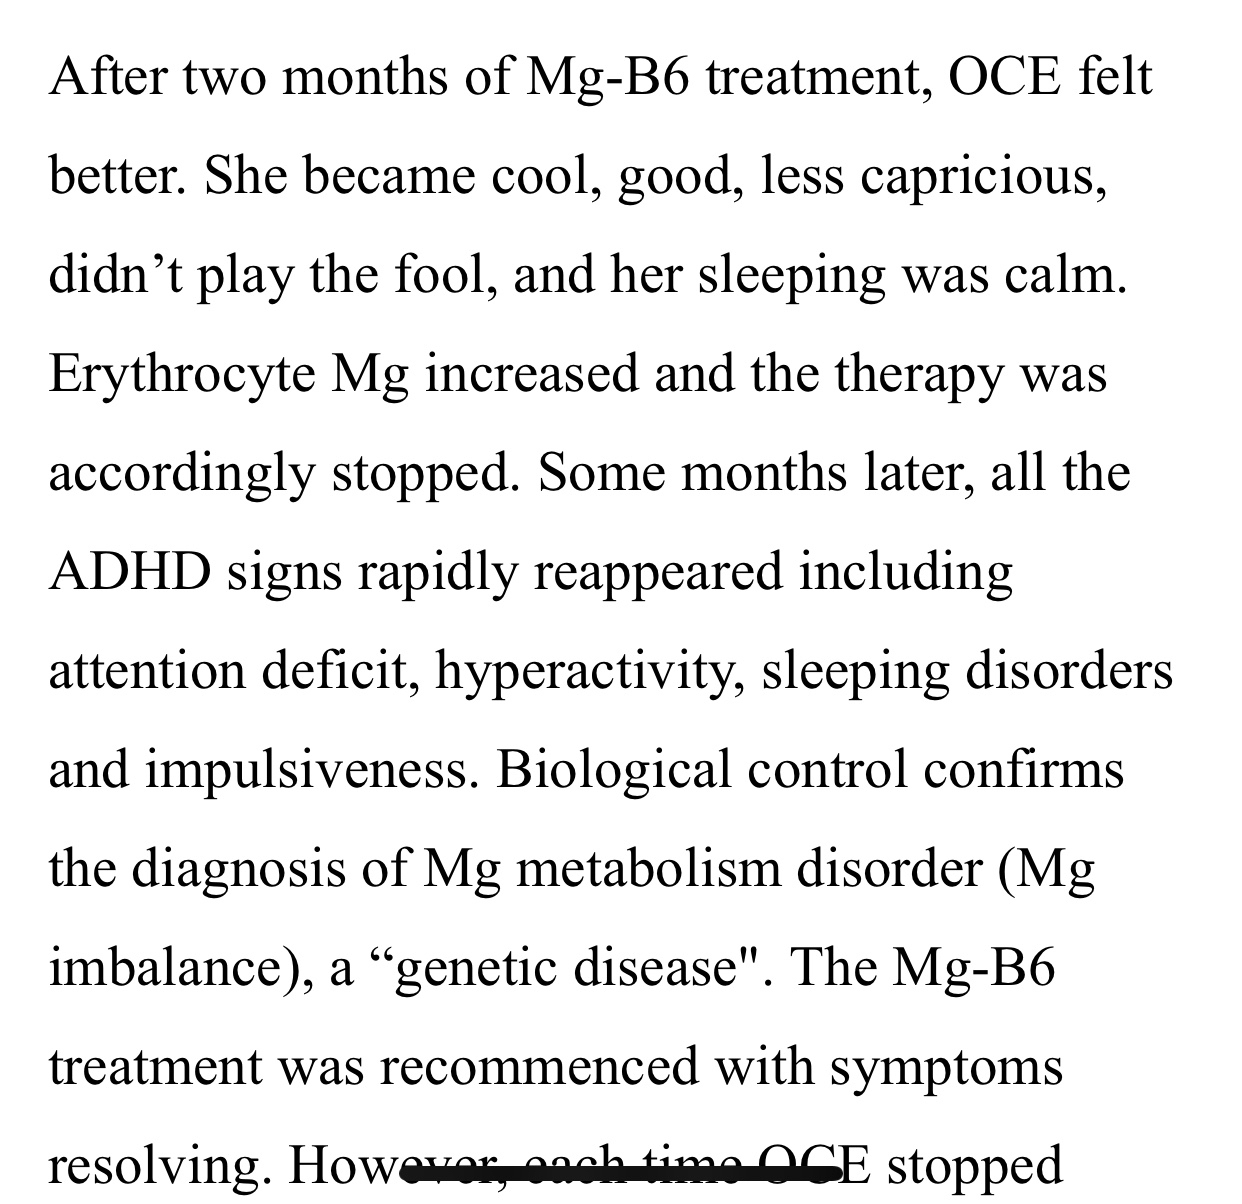 After two months of Mg-B6 treatment, OCE felt
better. She became cool, good, less capricious,
didn’t play the fool, and her sleeping was calm.
Erythrocyte Mg increased and the therapy was
accordingly stopped. Some months later, all the
ADHD signs rapidly reappeared including
attention deficit, hyperactivity, sleeping disorders
and impulsiveness. Biological control confirms
the diagnosis of Mg metabolism disorder (Mg
imbalance), a “genetic disease". The Mg-B6
treatment was recommenced with symptoms
resolving. However, each time OCE stopped